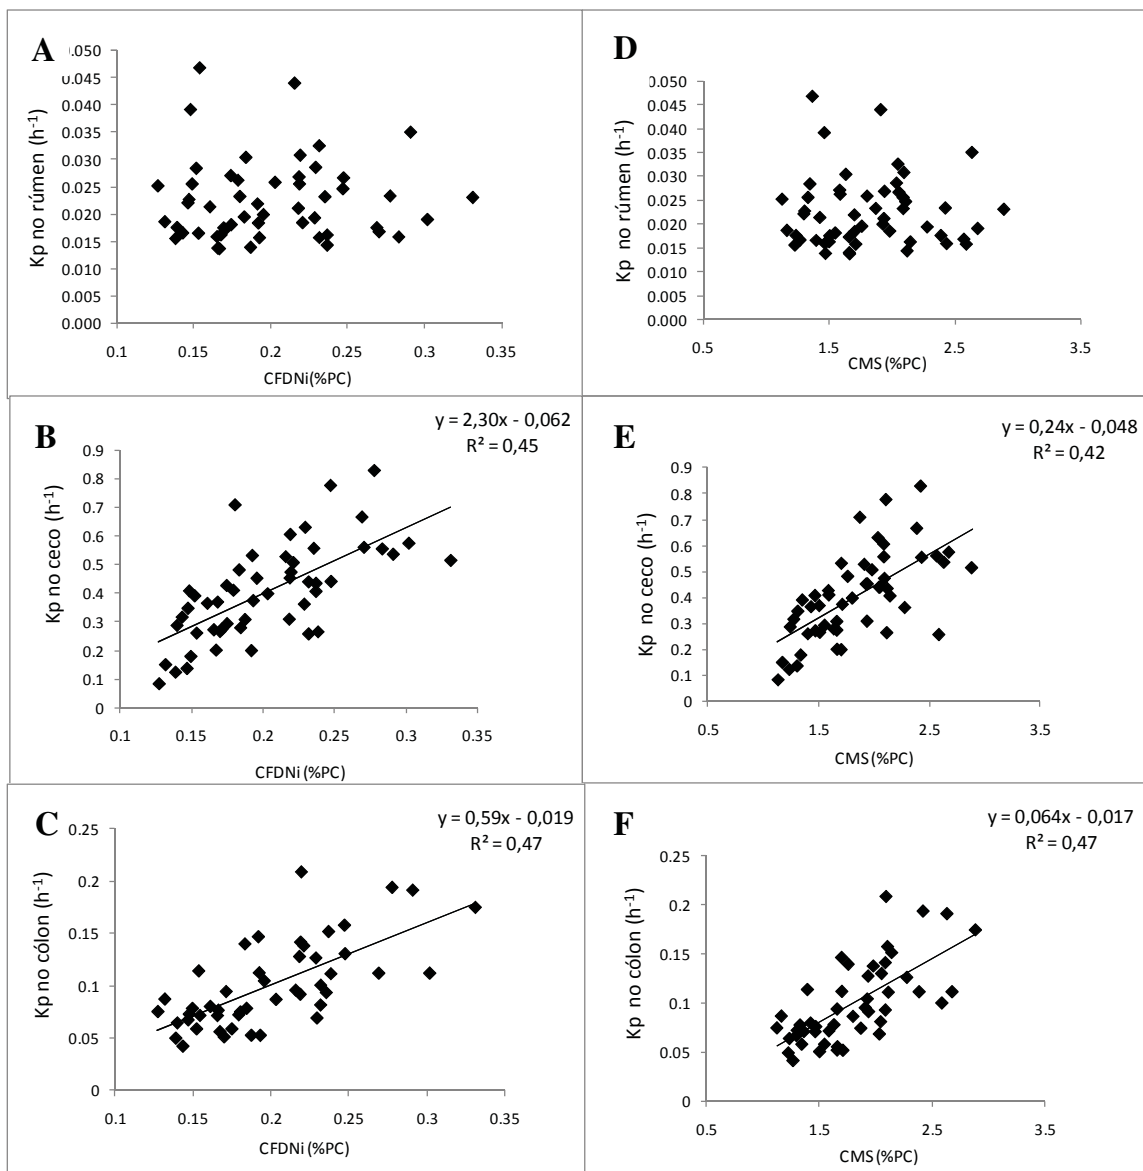 A
0.050
0.045
0.040
0.035
0.030
0.025
0.020
0.015
0.010
0.005
0.000
Kp no rúmen (h⁻¹)
0.1 0.15 0.2 0.25 0.3 0.35
CFDNi(%PC)
D
0.050
0.045
0.040
0.035
0.030
0.025
0.020
0.015
0.010
0.005
0.000
Kp no rúmen (h⁻¹)
0.5 1.5 2.5 3.5
CMS(%PC)
B
y = 2,30x - 0,062
R² = 0,45
0.9
0.8
0.7
0.6
0.5
0.4
0.3
0.2
0.1
0
Kp no ceco (h⁻¹)
0.1 0.15 0.2 0.25 0.3 0.35
CFDNi(%PC)
E
y = 0,24x - 0,048
R² = 0,42
0.9
0.8
0.7
0.6
0.5
0.4
0.3
0.2
0.1
0
Kp no ceco (h⁻¹)
0.5 1.5 2.5 3.5
CMS(%PC)
C
y = 0,59x - 0,019
R² = 0,47
0.25
0.2
0.15
0.1
0.05
0
Kp no cólon (h⁻¹)
0.1 0.15 0.2 0.25 0.3 0.35
CFDNi(%PC)
F
y = 0,064x - 0,017
R² = 0,47
0.25
0.2
0.15
0.1
0.05
0
Kp no cólon (h⁻¹)
0.5 1.5 2.5 3.5
CMS(%PC)